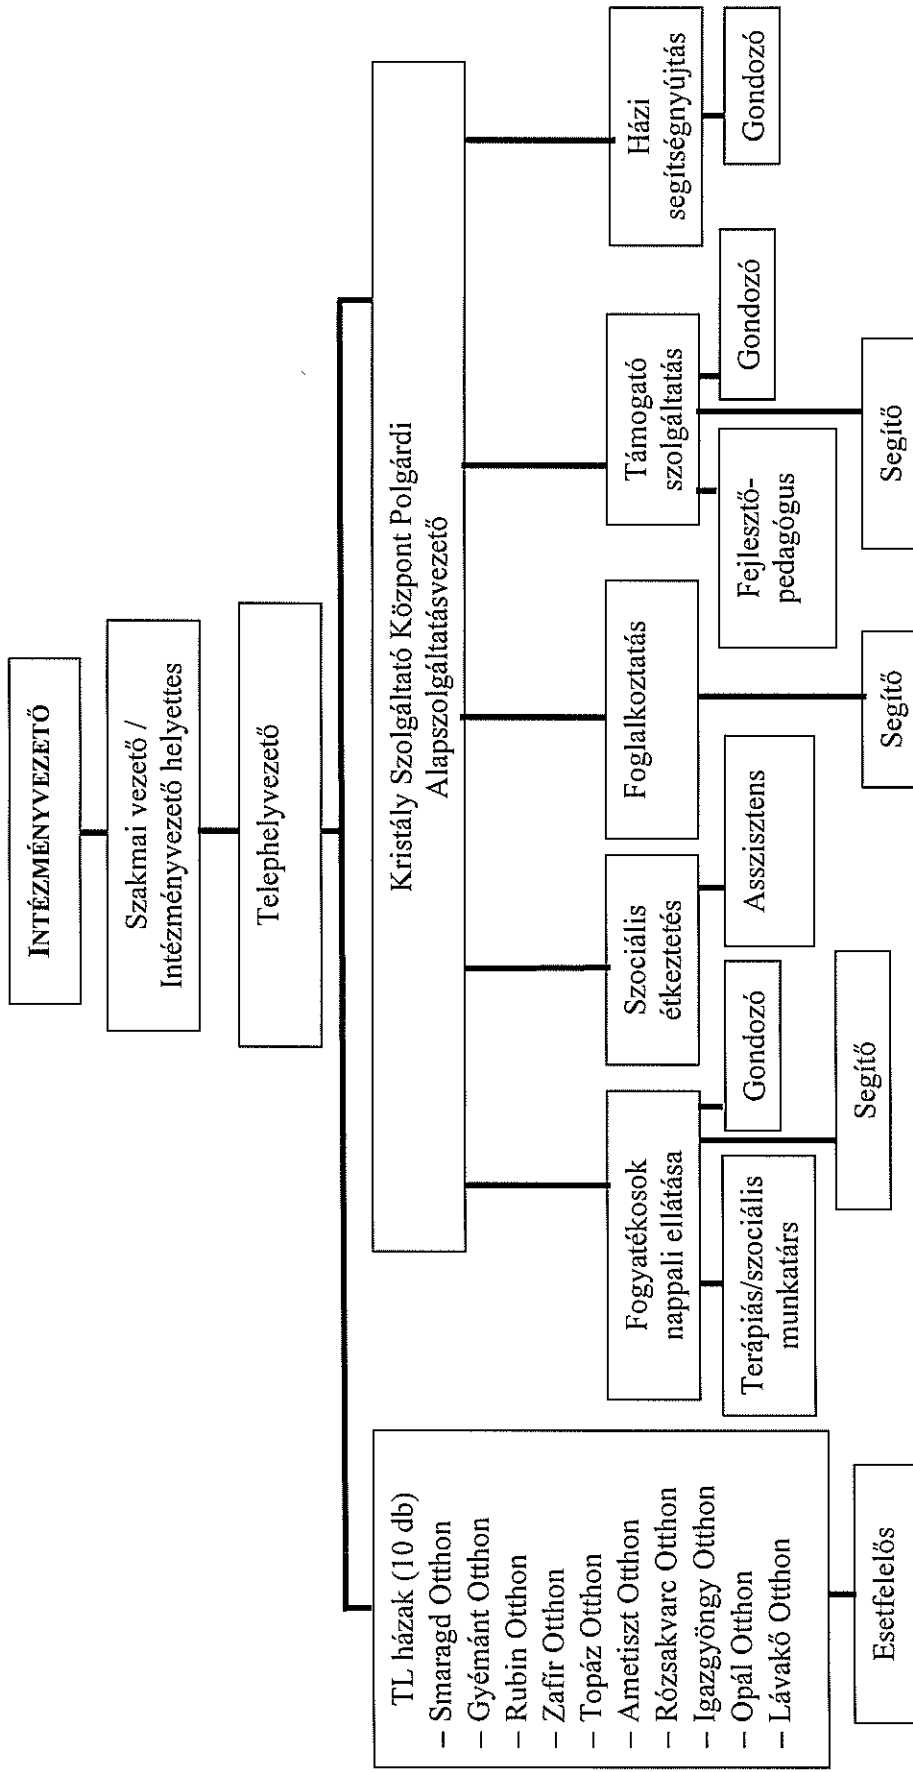 INTÉZMÉNYVEZETŐ
Szakmai vezető /
Intézményvezető helyettes
Telephelyvezető
TL házak (10 db)
– Smaragd Otthon
– Gyémánt Otthon
– Rubin Otthon
– Zafír Otthon
– Topáz Otthon
– Ametiszt Otthon
– Rózsakvarc Otthon
– Igazgyöngy Otthon
– Opál Otthon
– Lávakő Otthon
Esetfelelős
Kristály Szolgáltató Központ Polgárdi
Alapszolgáltatásvezető
Fogyatékosok
nappali ellátása
Terápiás/szociális
munkatárs
Gondozó
Segítő
Szociális
étkeztetés
Asszisztens
Foglalkoztatás
Segítő
Támogató
szolgáltatás
Fejlesztő-
pedagógus
Gondozó
Segítő
Házi
segítségnyújtás
Gondozó